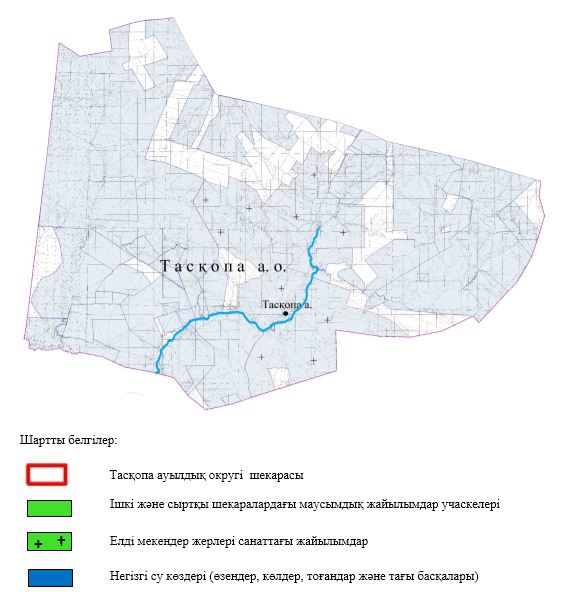 Тасқопа а.о.
Тасқопа а.
Шартты белгілер:
Тасқопа ауылдық округі шекарасы
Ішкі және сыртқы шекаралардағы маусымдық жайылымдар учаскелері
Елді мекендер жерлері санаттағы жайылымдар
Негізгі су көздері (өзендер, көлдер, тоғандар және тағы басқалары)